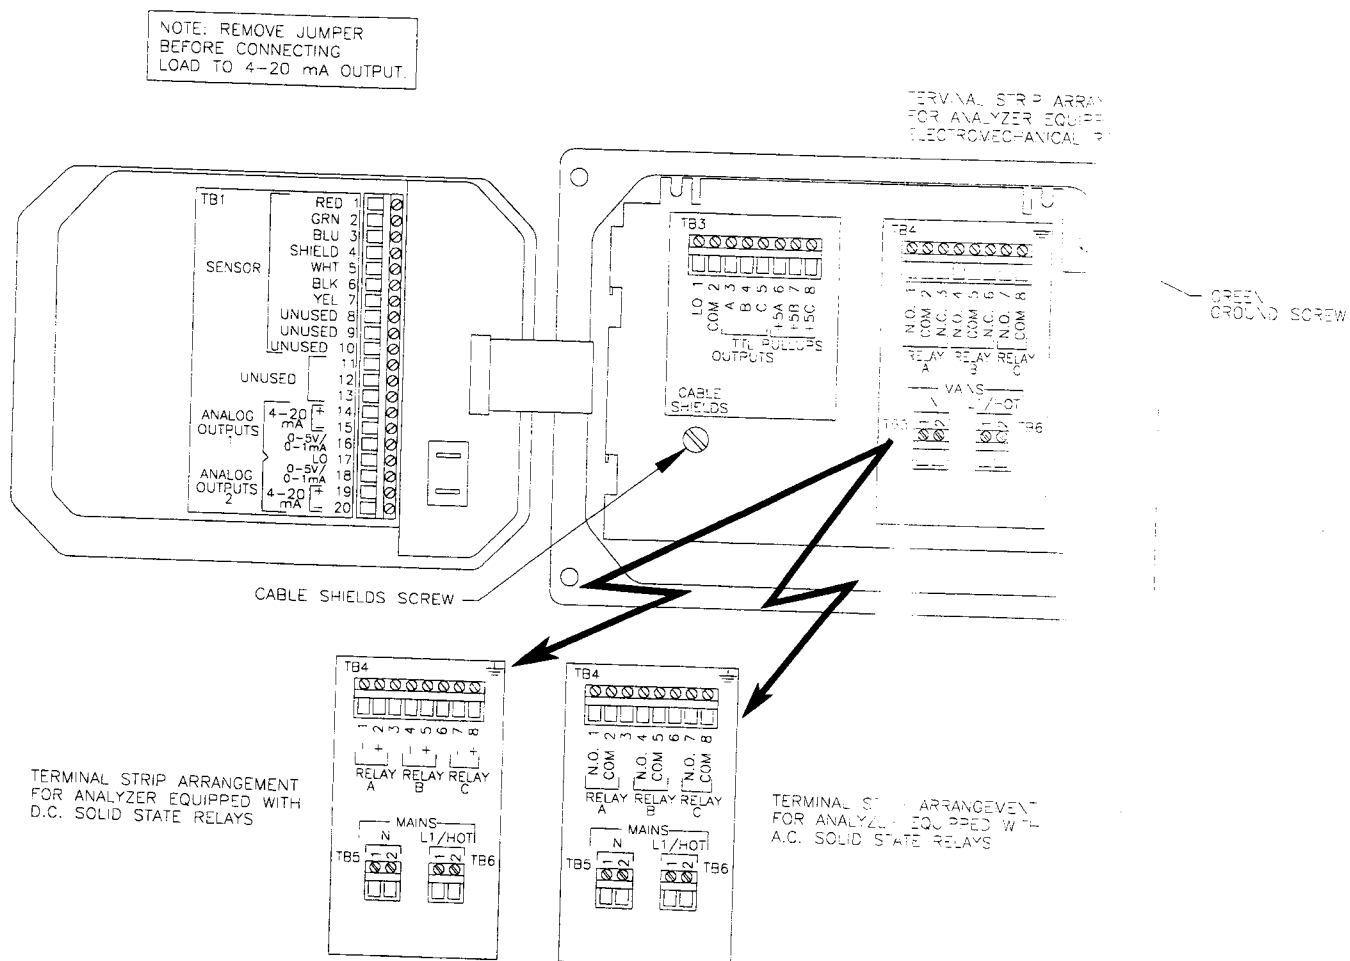 NOTE: REMOVE JUMPER
BEFORE CONNECTING
LOAD TO 4-20 mA OUTPUT.
FOR ANALYZER
TB1
SENSOR
RED 1
GRN 2
BLU 3
SHIELD 4
WHT 5
BLK 6
YEL 7
UNUSED 8
UNUSED 9
UNUSED 10
UNUSED
11
12
13
ANALOG
OUTPUTS
1
4-20
mA
+ 14
- 15
0-5V/
0-1mA 16
LO 17
0-5V/
0-1mA 18
ANALOG
OUTPUTS
2
4-20
mA
+ 19
- 20
TB3
LO 1
COM 2
A 3
B 4
C 5
+5A 6
+5B 7
+5C 8
TTL PULLUPS
OUTPUTS
CABLE
SHIELDS
TB4
N.O. 1
COM 2
N.C. 3
N.O. 4
COM 5
N.C. 6
N.O. 7
COM 8
RELAY
A
RELAY
B
RELAY
C
1 2
1 2
TB6
GROUND SCREW
CABLE SHIELDS SCREW
TB4
1 2 3 4 5 6 7 8
- + - + - +
RELAY
A
RELAY
B
RELAY
C
MAINS
N L1/HOT
TB5 1 2 1 2 TB6
TERMINAL STRIP ARRANGEMENT
FOR ANALYZER EQUIPPED WITH
D.C. SOLID STATE RELAYS
TB4
1 2 3 4 5 6 7 8
N.O. COM N.O. COM N.O. COM
RELAY
A
RELAY
B
RELAY
C
MAINS
N L1/HOT
TB5 1 2 1 2 TB6
TERMINAL
FOR
A.C. SOLID STATE RELAYS